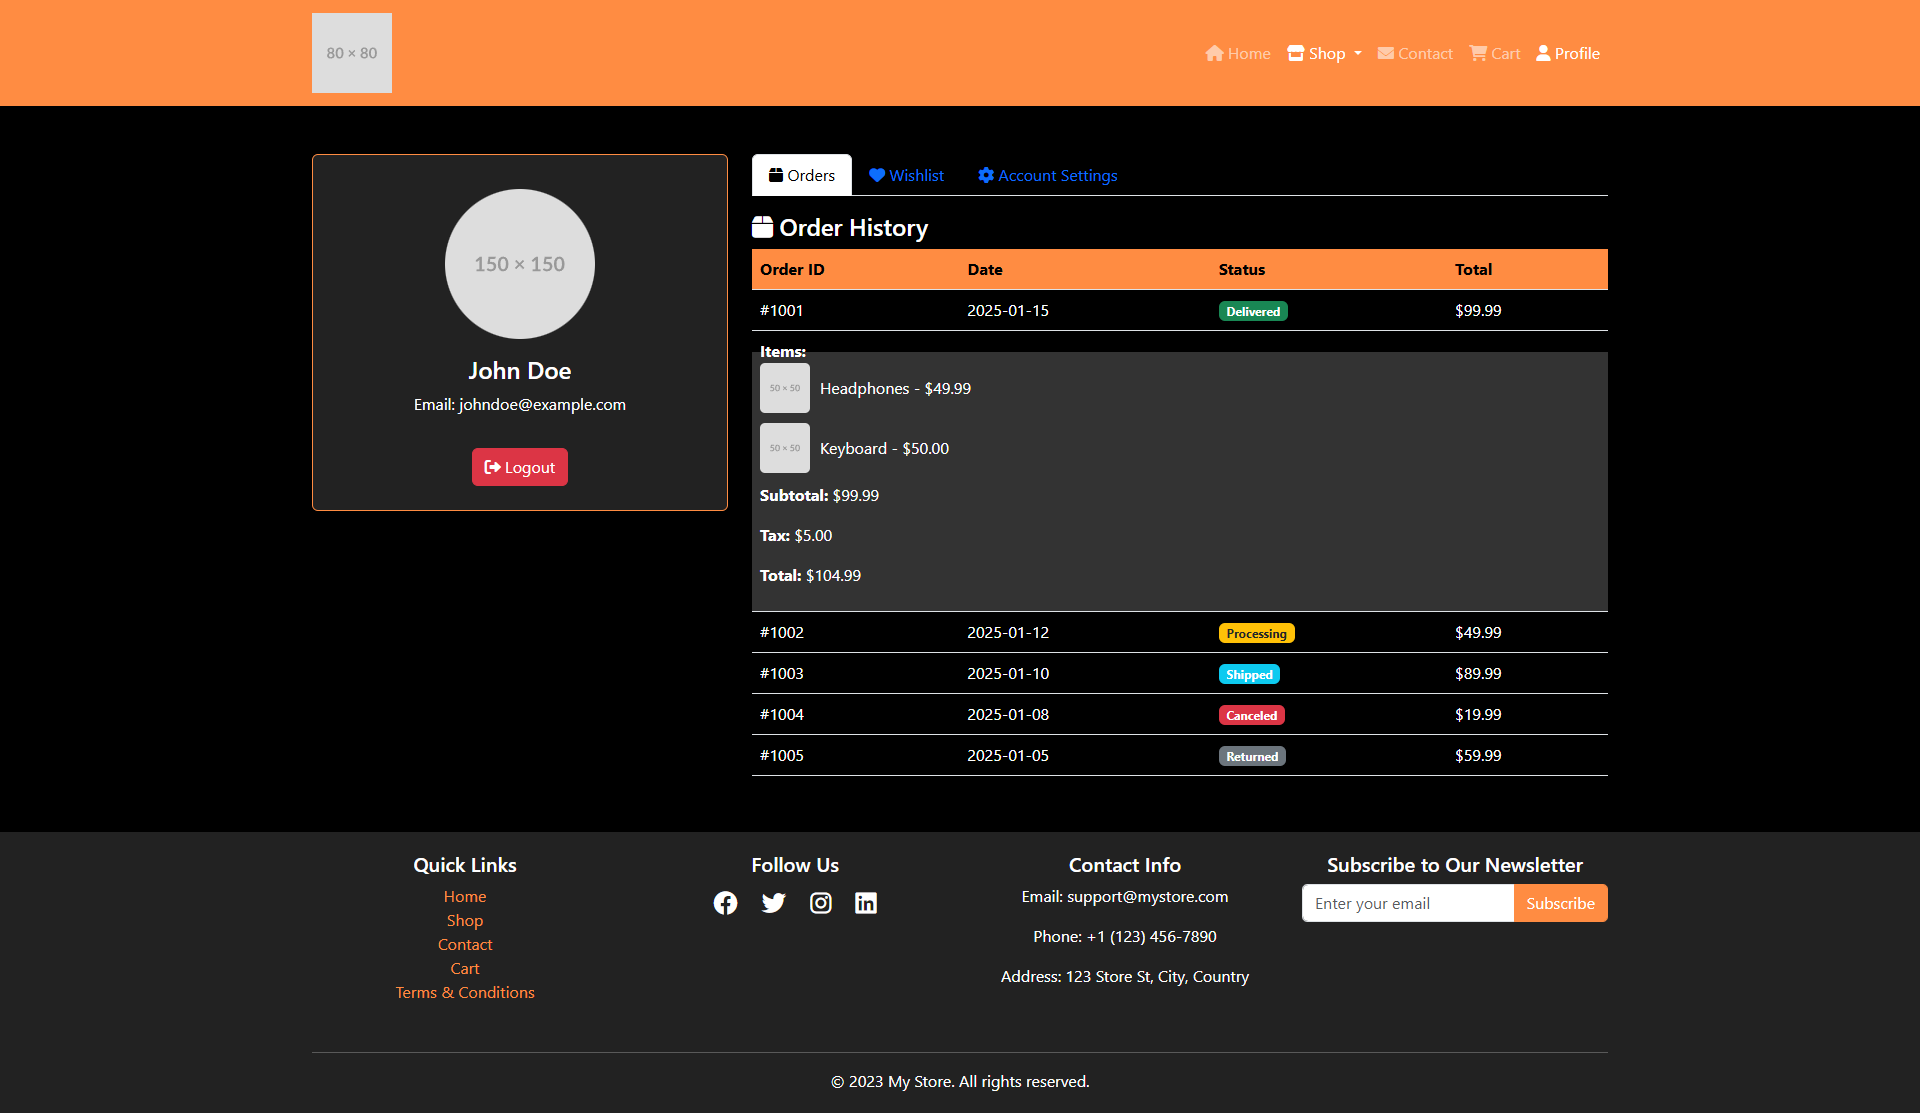 80 × 80
Home Shop Contact Cart Profile
150 × 150
John Doe
Email: johndoe@example.com
Logout
Orders Wishlist Account Settings
Order History
Order ID Date Status Total
#1001 2025-01-15 Delivered $99.99
Items:
50 × 50 Headphones - $49.99
50 × 50 Keyboard - $50.00
Subtotal: $99.99
Tax: $5.00
Total: $104.99
#1002 2025-01-12 Processing $49.99
#1003 2025-01-10 Shipped $89.99
#1004 2025-01-08 Canceled $19.99
#1005 2025-01-05 Returned $59.99
Quick Links
Home
Shop
Contact
Cart
Terms & Conditions
Follow Us
Contact Info
Email: support@mystore.com
Phone: +1 (123) 456-7890
Address: 123 Store St, City, Country
Subscribe to Our Newsletter
Enter your email Subscribe
© 2023 My Store. All rights reserved.